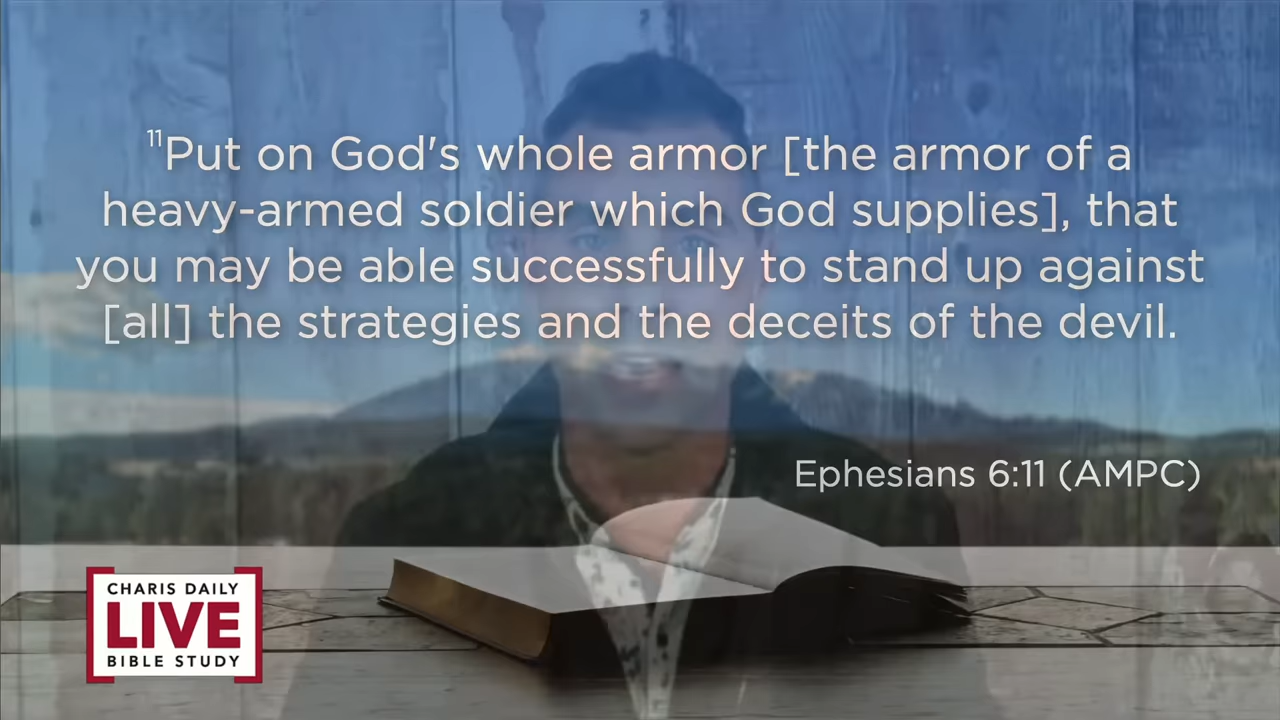 11Put on God's whole armor [the armor of a
heavy-armed soldier which God supplies], that
you may be able successfully to stand up against
[all] the strategies and the deceits of the devil.
Ephesians 6:11 (AMPC)
CHARIS DAILY
LIVE
BIBLE STUDY